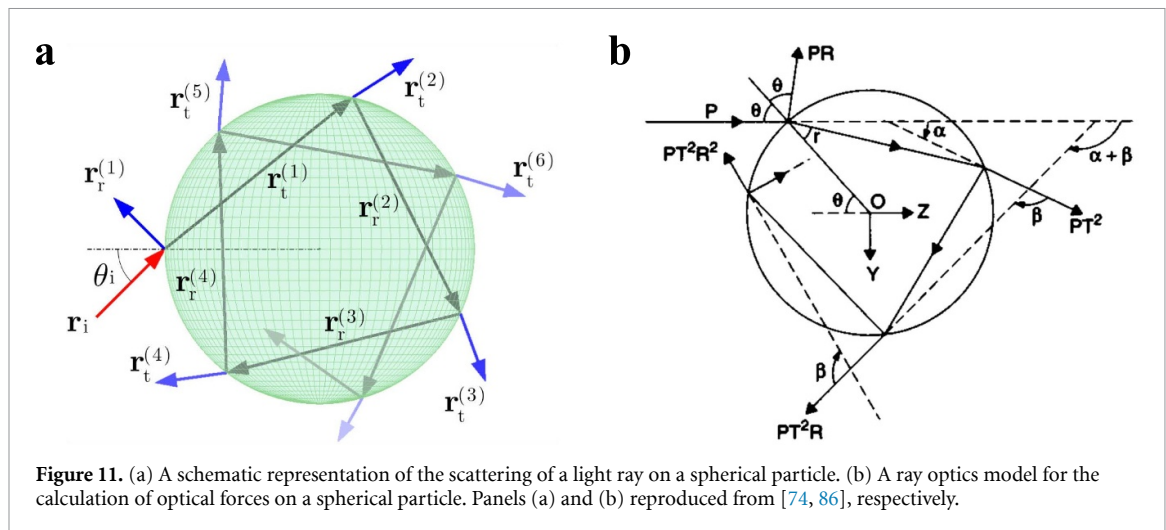 a
b
r_t^(5)
r_t^(2)
r_r^(1)
r_t^(1)
r_t^(6)
r_r^(2)
θ_i
r_r^(4)
r_i
r_r^(3)
r_t^(4)
r_t^(3)
PR
θ
θ
P
r
α
PT²R²
α + β
θ
O
Z
β
PT²
Y
β
PT²R
Figure 11. (a) A schematic representation of the scattering of a light ray on a spherical particle. (b) A ray optics model for the
calculation of optical forces on a spherical particle. Panels (a) and (b) reproduced from [74, 86], respectively.